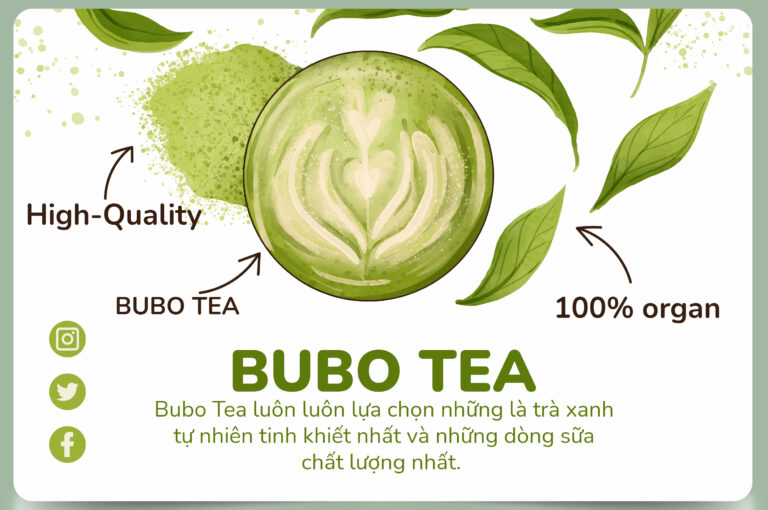 High-Quality
BUBO TEA
100% organ
BUBO TEA
Bubo Tea luôn luôn lựa chọn những là trà xanh
tự nhiên tinh khiết nhất và những dòng sữa
chất lượng nhất.